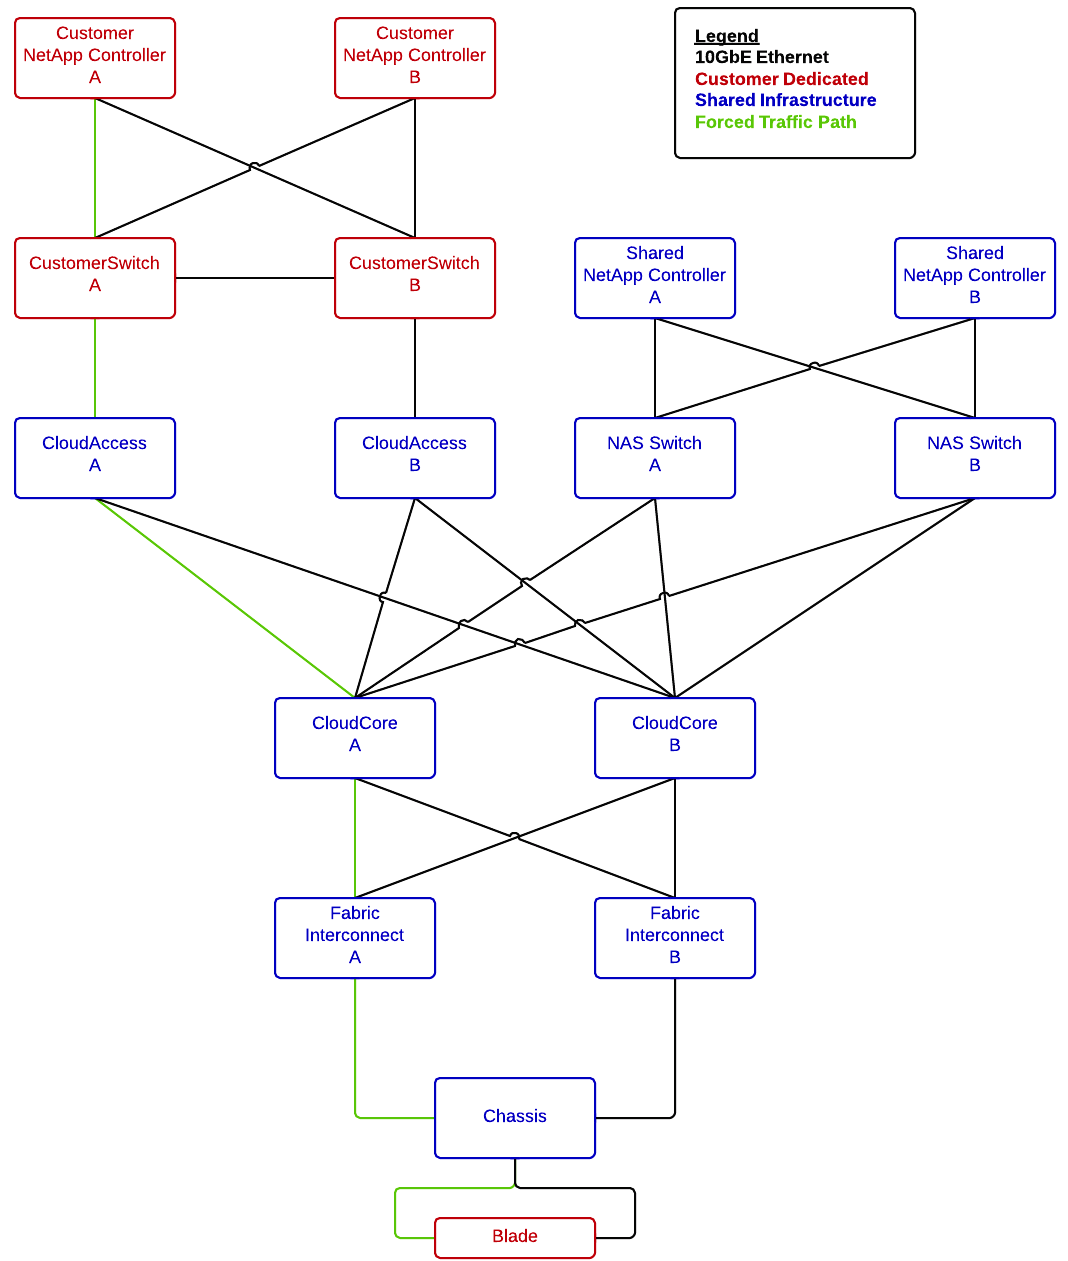 Customer
NetApp Controller
A
Customer
NetApp Controller
B
Legend
10GbE Ethernet
Customer Dedicated
Shared Infrastructure
Forced Traffic Path
CustomerSwitch
A
CustomerSwitch
B
Shared
NetApp Controller
A
Shared
NetApp Controller
B
CloudAccess
A
CloudAccess
B
NAS Switch
A
NAS Switch
B
CloudCore
A
CloudCore
B
Fabric
Interconnect
A
Fabric
Interconnect
B
Chassis
Blade